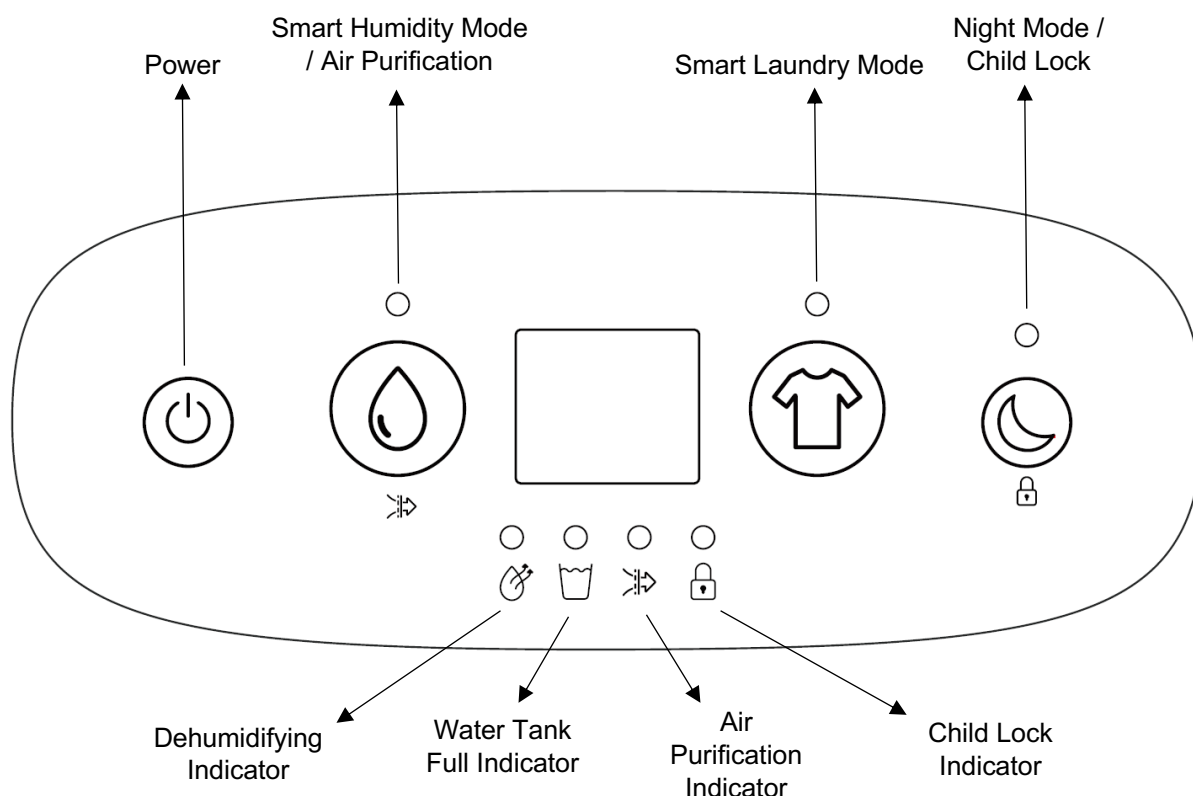 Smart Humidity Mode
/ Air Purification
Night Mode /
Child Lock
Power
Smart Laundry Mode
Dehumidifying
Indicator
Water Tank
Full Indicator
Air
Purification
Indicator
Child Lock
Indicator